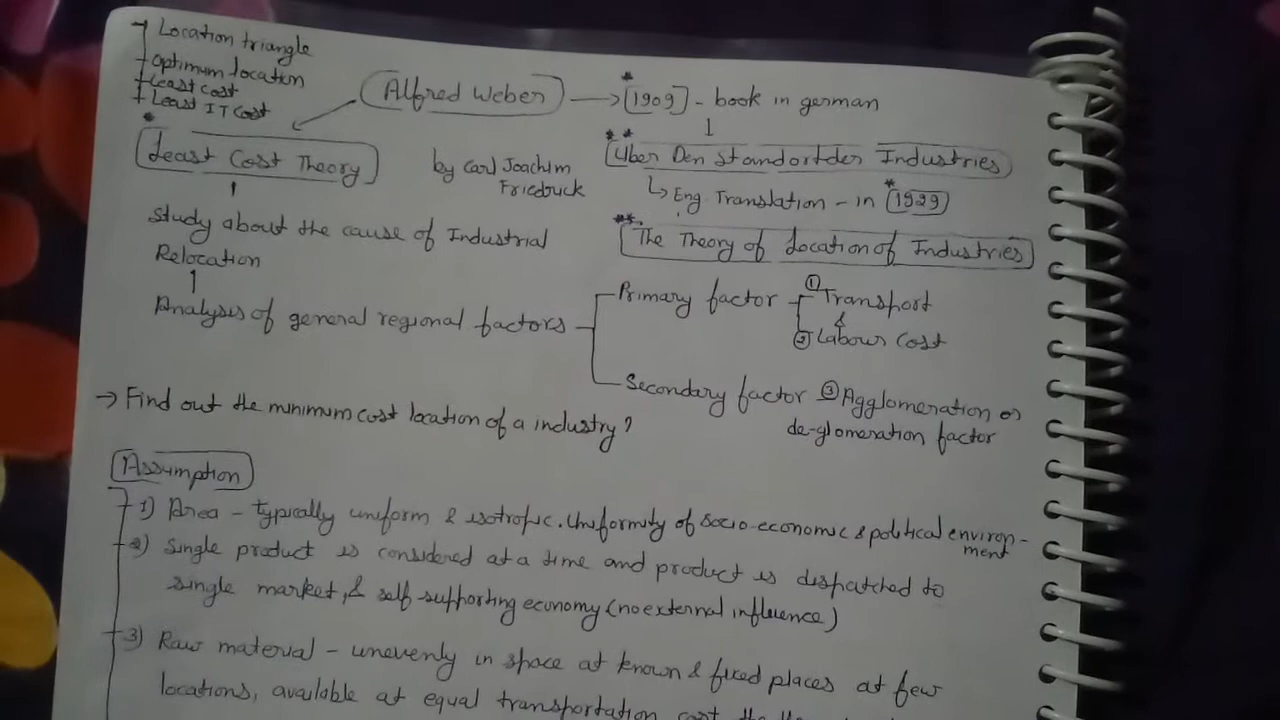 Location triangle
optimum location
Least cost
Least IT Cost
Alfred Weber → [1909] - book in german
Least Cost Theory
by Carl Joachim
Friedruck
Uber Den Standortder Industries
Eng. Translation - in 1929
The Theory of Location of Industries
Study about the cause of Industrial
Relocation
Analysis of general regional factors
Primary factor ① Transport
&
② Labour Cost
Secondary factor ③ Agglomeration or
de-glomeration factor
→ Find out the minimum cost location of a industry?
Assumption
1) Area - typically uniform & isotropic. Uniformity of socio-economic & political environ-
ment
2) Single product is considered at a time and product is dispatched to
single market, & self supporting economy (no external influence)
3) Raw material - unevenly in space at known & fixed places at few
locations, available at equal transportation cost